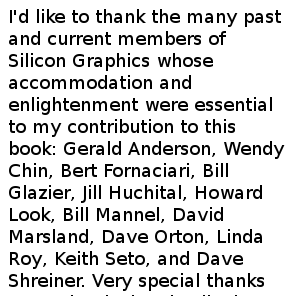 I'd like to thank the many past
and current members of
Silicon Graphics whose
accommodation and
enlightenment were essential
to my contribution to this
book: Gerald Anderson, Wendy
Chin, Bert Fornaciari, Bill
Glazier, Jill Huchital, Howard
Look, Bill Mannel, David
Marsland, Dave Orton, Linda
Roy, Keith Seto, and Dave
Shreiner. Very special thanks